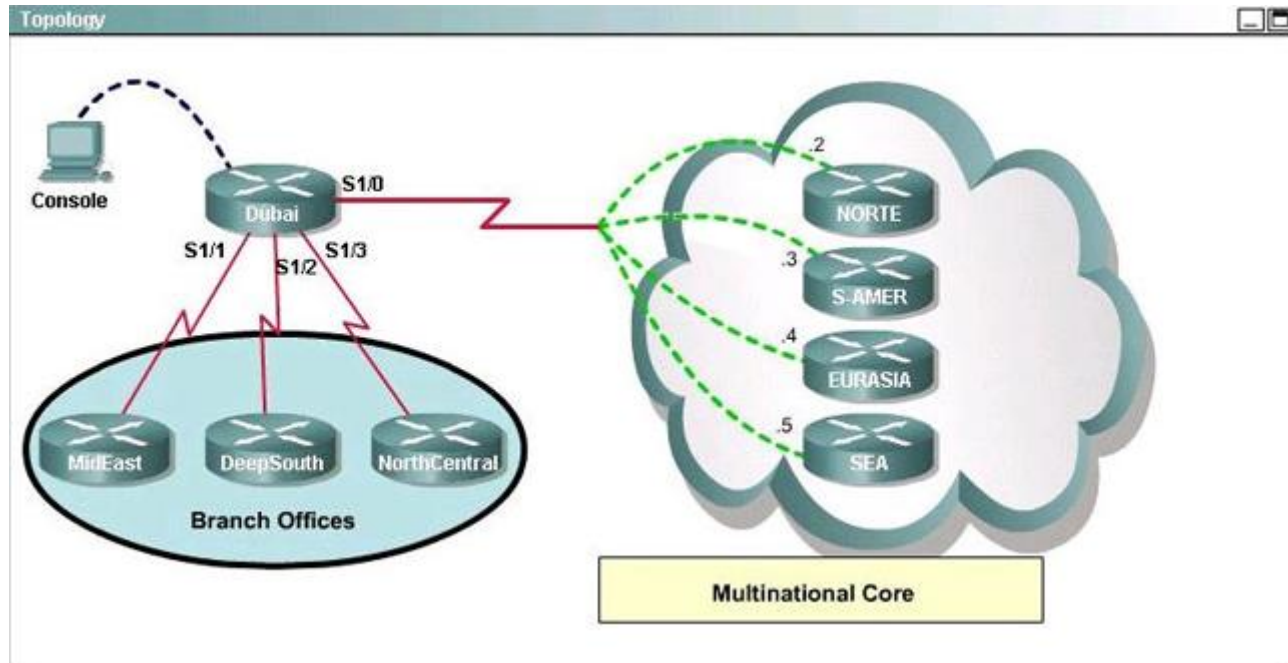 Topology
.2
S1/0
NORTE
Console
Dubai
S1/1
S1/3
S1/2
.3
S-AMER
.4
EURASIA
.5
SEA
MidEast
DeepSouth
NorthCentral
Branch Offices
Multinational Core